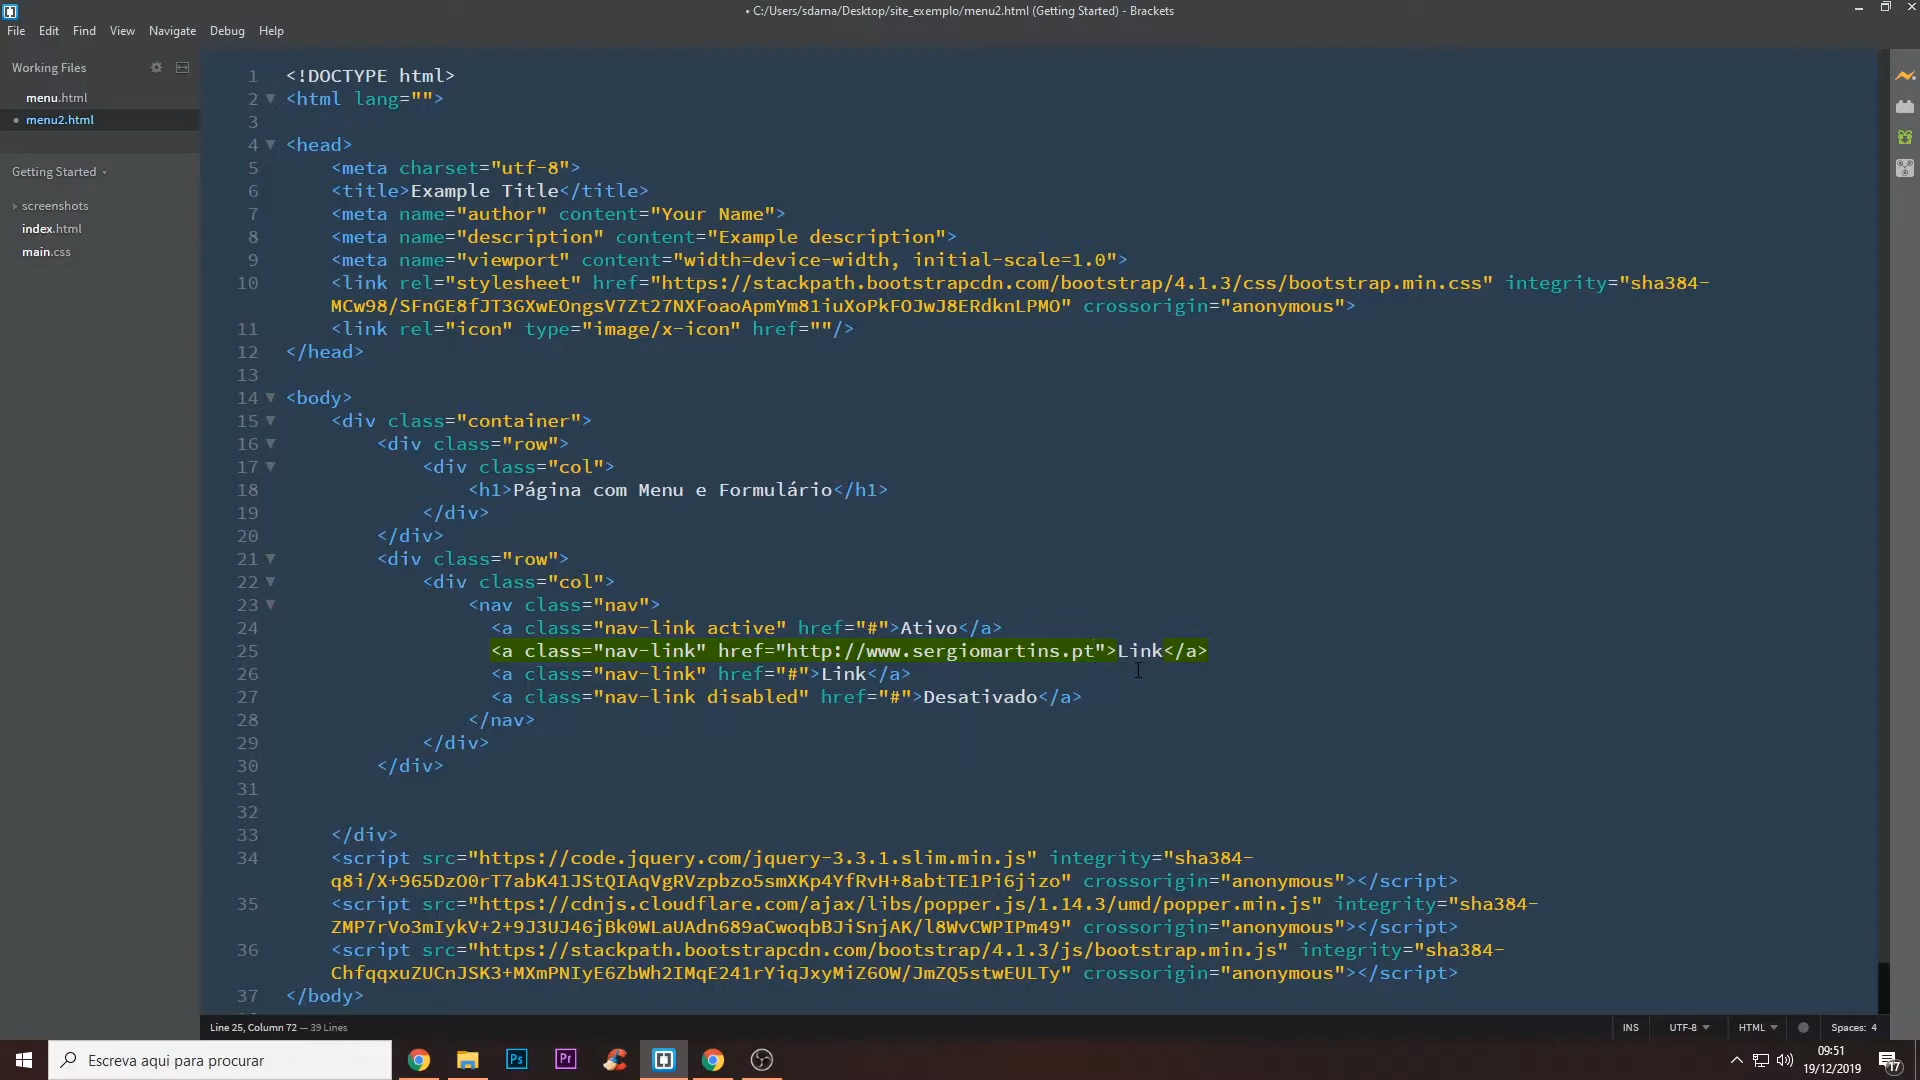 • C:/Users/sdama/Desktop/site_exemplo/menu2.html (Getting Started) - Brackets
File Edit Find View Navigate Debug Help
Working Files
menu.html
• menu2.html
Getting Started
screenshots
index.html
main.css
1 <!DOCTYPE html>
2 <html lang="">
3
4 <head>
5 <meta charset="utf-8">
6 <title>Example Title</title>
7 <meta name="author" content="Your Name">
8 <meta name="description" content="Example description">
9 <meta name="viewport" content="width=device-width, initial-scale=1.0">
10 <link rel="stylesheet" href="https://stackpath.bootstrapcdn.com/bootstrap/4.1.3/css/bootstrap.min.css" integrity="sha384-
MCw98/SFnGE8fJT3GXwEOngsV7Zt27NXFoaoApmYm81iuXoPkFOJwJ8ERdknLPMO" crossorigin="anonymous">
11 <link rel="icon" type="image/x-icon" href=""/>
12 </head>
13
14 <body>
15 <div class="container">
16 <div class="row">
17 <div class="col">
18 <h1>Página com Menu e Formulário</h1>
19 </div>
20 </div>
21 <div class="row">
22 <div class="col">
23 <nav class="nav">
24 <a class="nav-link active" href="#">Ativo</a>
25 <a class="nav-link" href="http://www.sergiomartins.pt">Link</a>
26 <a class="nav-link" href="#">Link</a>
27 <a class="nav-link disabled" href="#">Desativado</a>
28 </nav>
29 </div>
30 </div>
31
32
33 </div>
34 <script src="https://code.jquery.com/jquery-3.3.1.slim.min.js" integrity="sha384-
q8i/X+965DzO0rT7abK41JStQIAqVgRVzpbzo5smXKp4YfRvH+8abtTE1Pi6jizo" crossorigin="anonymous"></script>
35 <script src="https://cdnjs.cloudflare.com/ajax/libs/popper.js/1.14.3/umd/popper.min.js" integrity="sha384-
ZMP7rVo3mIykV+2+9J3UJ46jBk0WLaUAdn689aCwoqbBJiSnjAK/l8WvCWPIPm49" crossorigin="anonymous"></script>
36 <script src="https://stackpath.bootstrapcdn.com/bootstrap/4.1.3/js/bootstrap.min.js" integrity="sha384-
ChfqqxuZUCnJSK3+MXmPNIyE6ZbWh2IMqE241rYiqJxyMiZ6OW/JmZQ5stwEULTy" crossorigin="anonymous"></script>
37 </body>
Line 25, Column 72 — 39 Lines
INS UTF-8 HTML Spaces: 4
Escreva aqui para procurar
Ps
Pr
09:51
19/12/2019
17